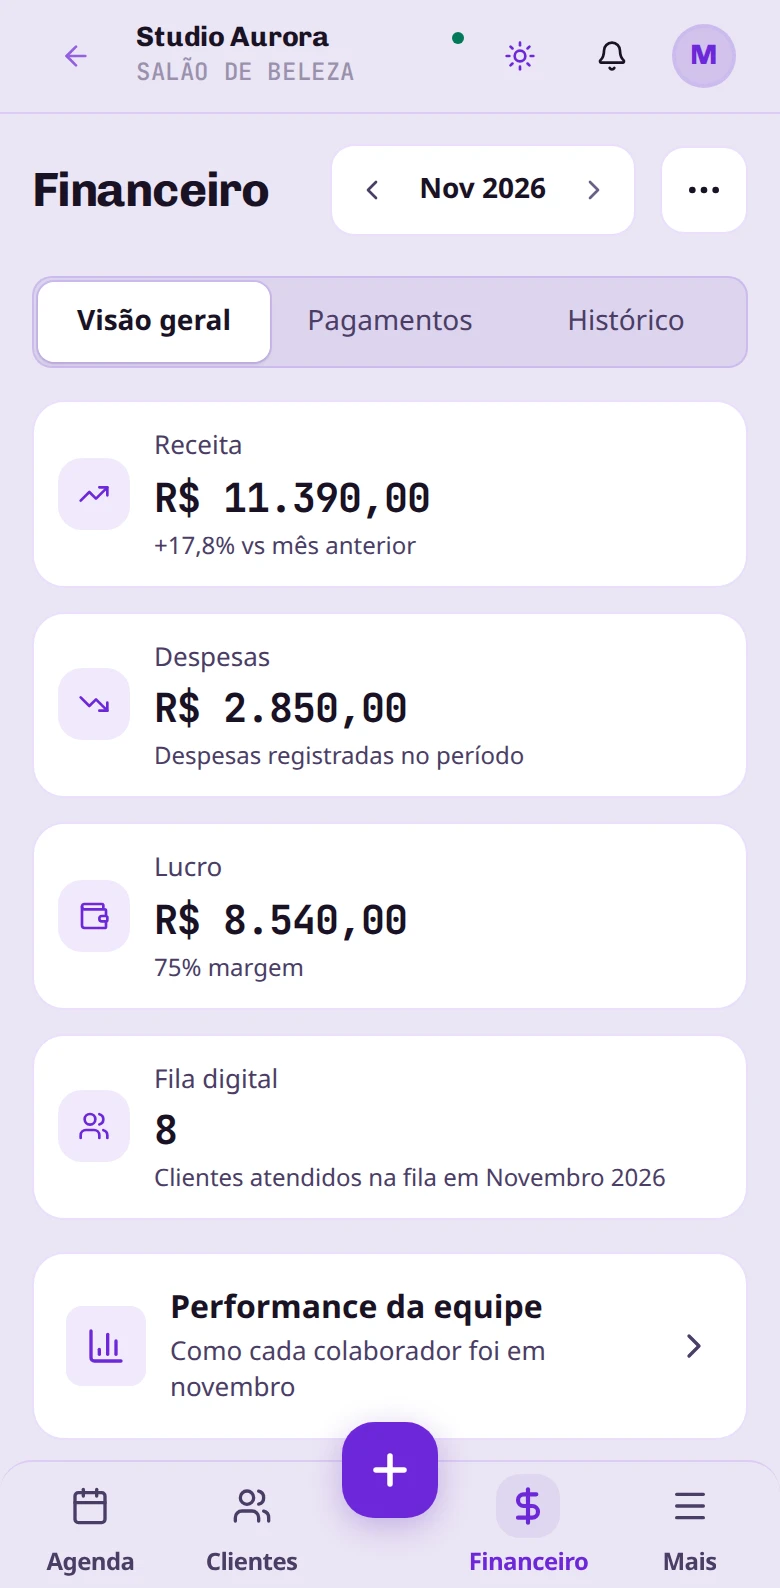 Studio Aurora
SALÃO DE BELEZA
M
Financeiro
Nov 2026
Visão geral
Pagamentos
Histórico
Receita
R$ 11.390,00
+17,8% vs mês anterior
Despesas
R$ 2.850,00
Despesas registradas no período
Lucro
R$ 8.540,00
75% margem
Fila digital
8
Clientes atendidos na fila em Novembro 2026
Performance da equipe
Como cada colaborador foi em
novembro
Agenda
Clientes
Financeiro
Mais